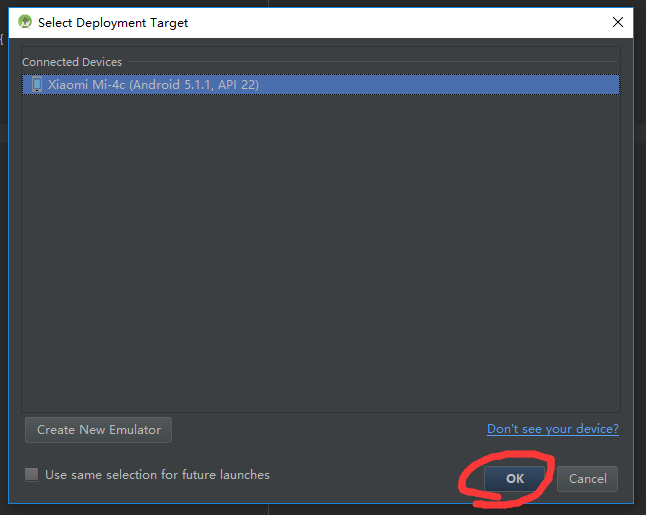 Select Deployment Target
{
Connected Devices
Xiaomi Mi-4c (Android 5.1.1, API 22)
Create New Emulator
Don't see your device?
Use same selection for future launches
OK
Cancel